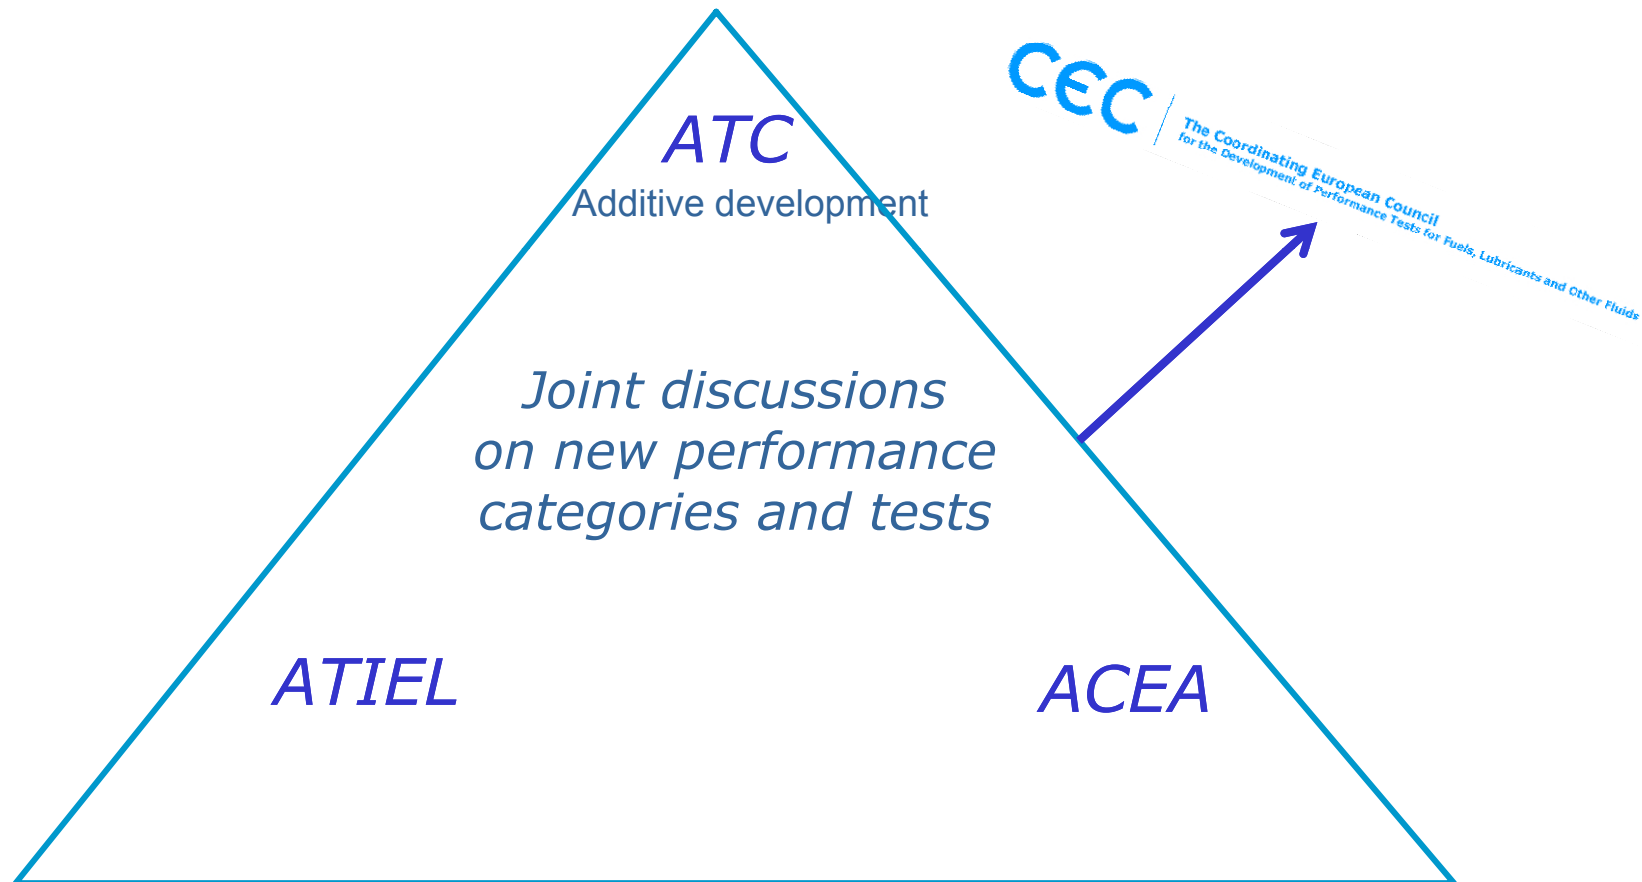 ATC
Additive development
CEC
The Coordinating European Council
for the Development of Performance Tests for Fuels, Lubricants and Other Fluids
Joint discussions
on new performance
categories and tests
ATIEL
ACEA